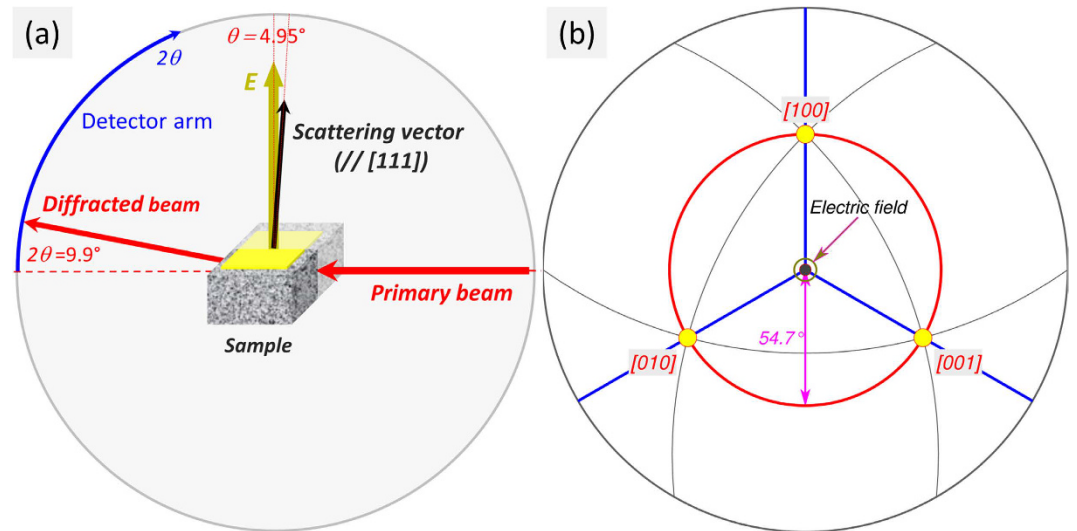 (a)
θ = 4.95°
2θ
E
Detector arm
Scattering vector
(// [111])
Diffracted beam
2θ =9.9°
Primary beam
Sample
(b)
[100]
Electric field
54.7°
[010]
[001]